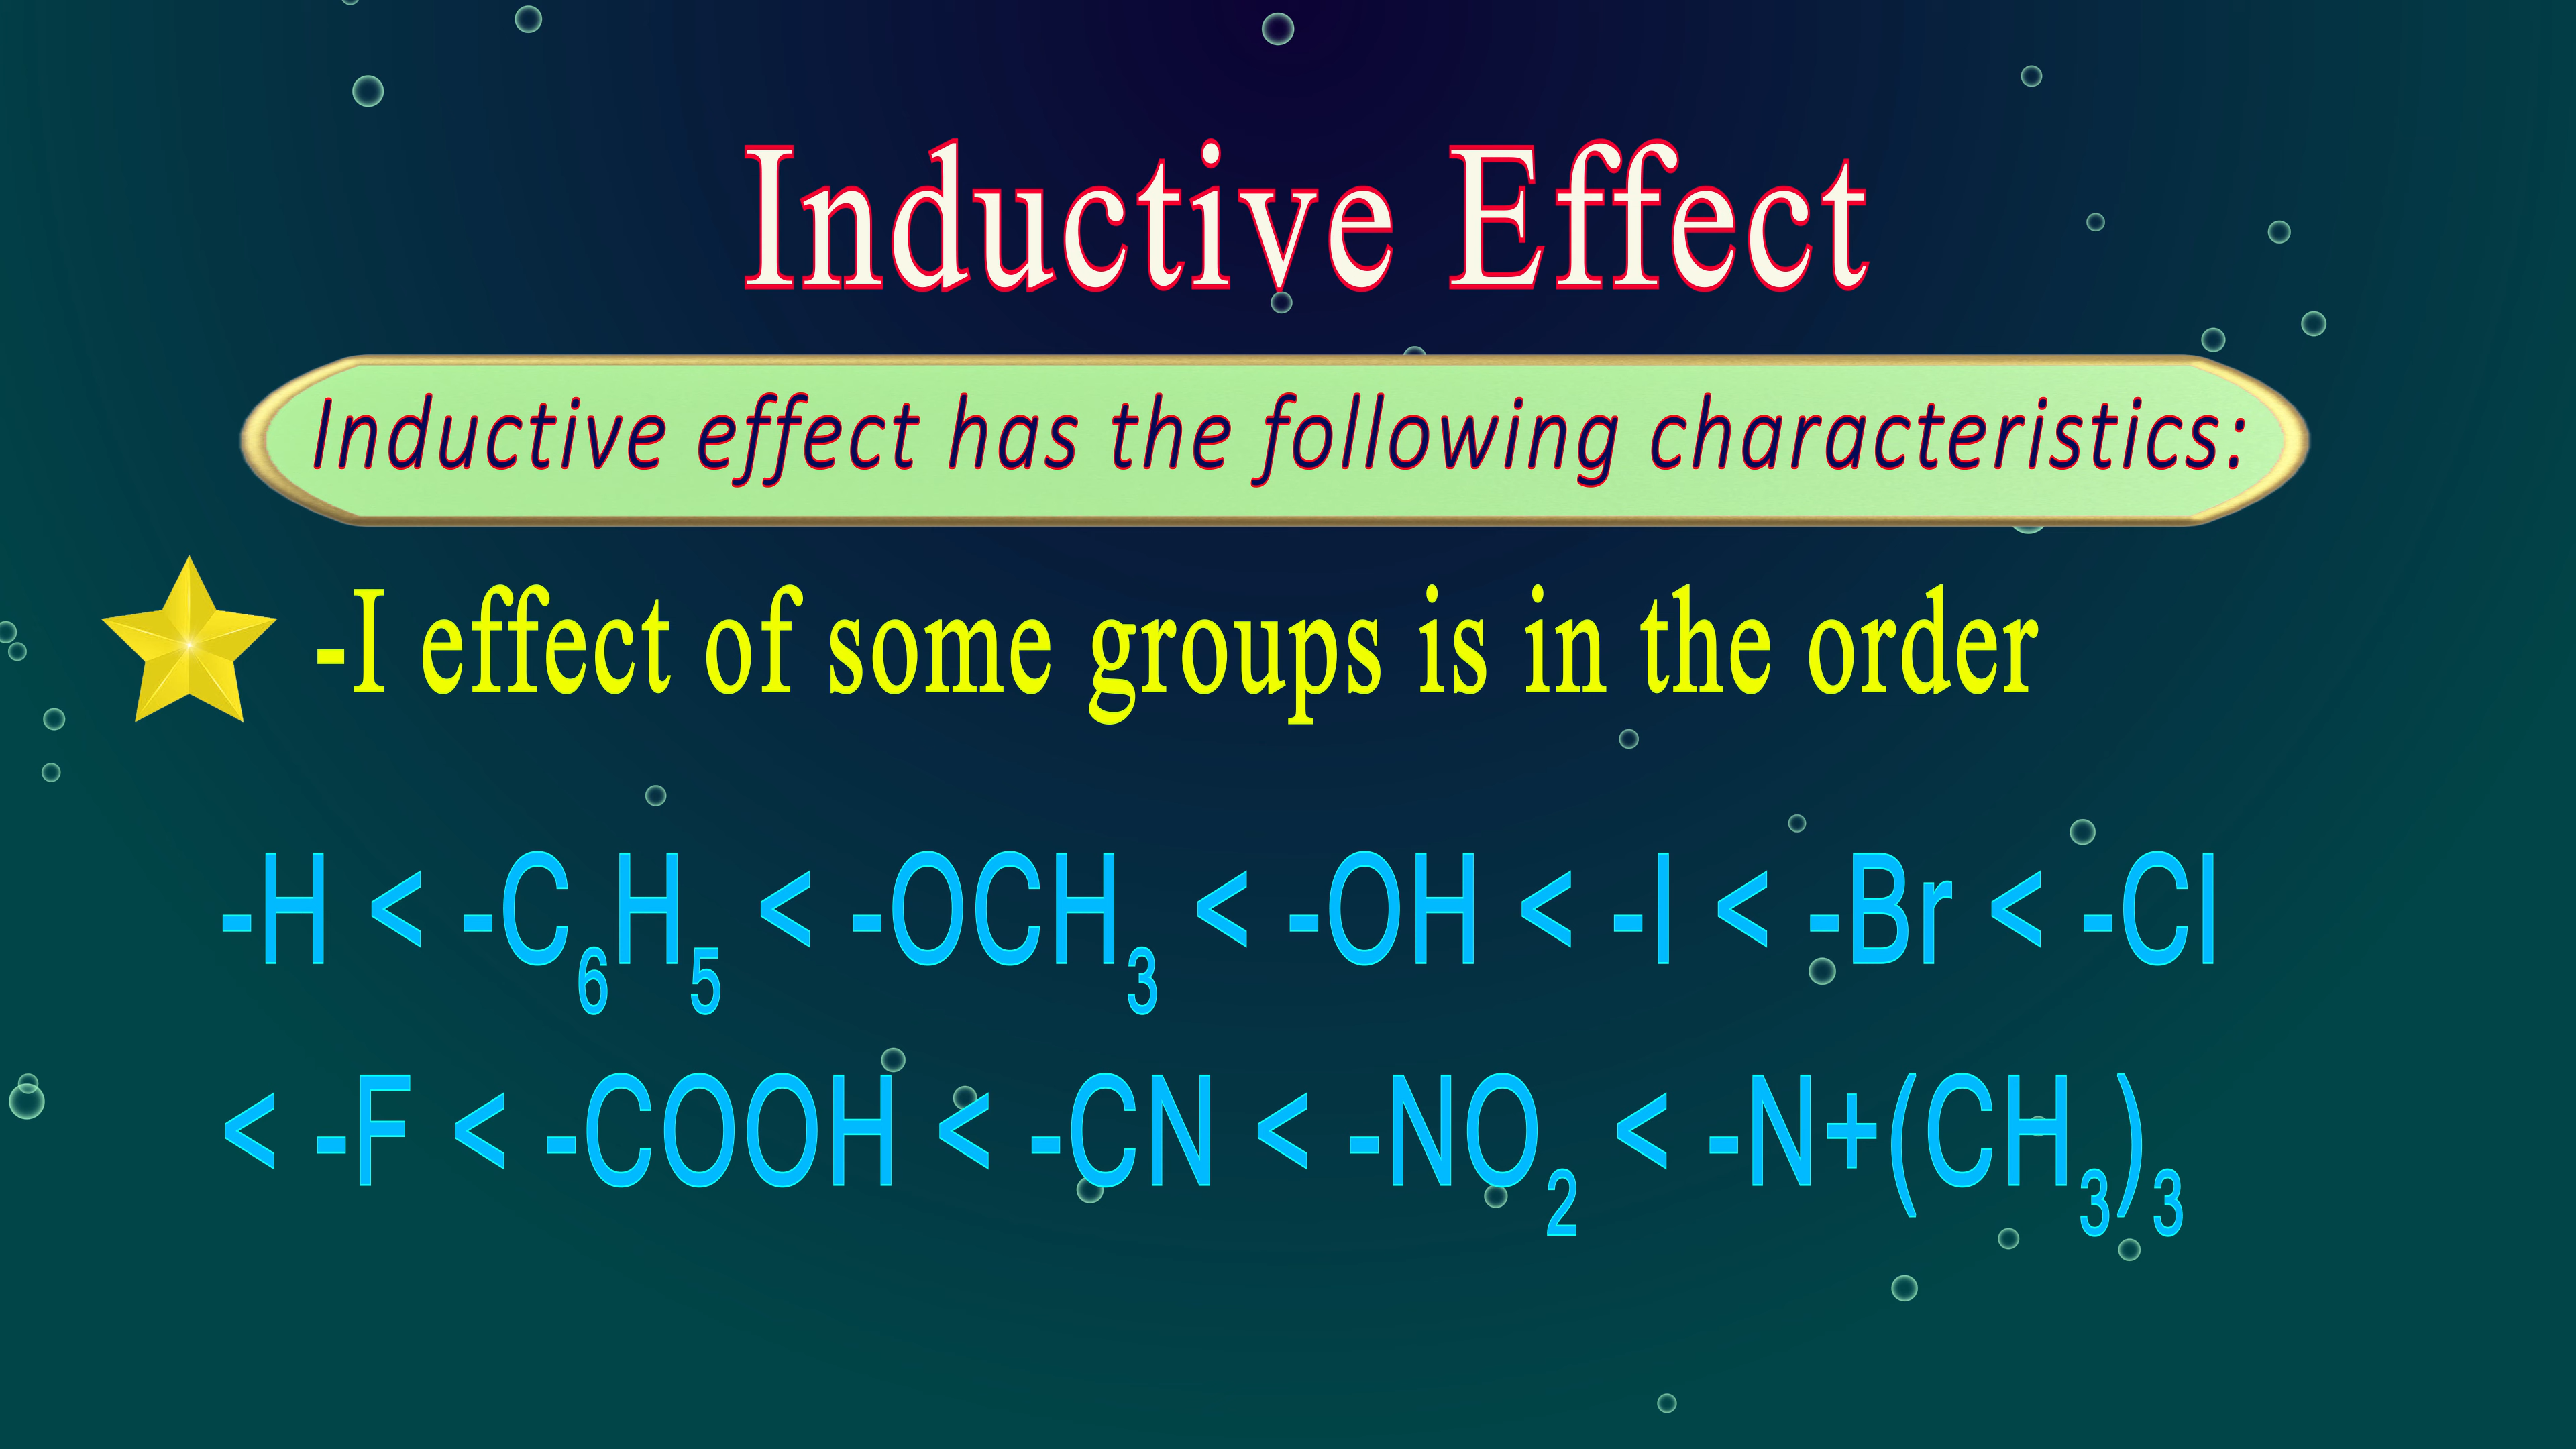 Inductive Effect
Inductive effect has the following characteristics:
-I effect of some groups is in the order
-H < -C₆H₅ < -OCH₃ < -OH < -I < -Br < -Cl
< -F < -COOH < -CN < -NO₂ < -N+(CH₃)₃